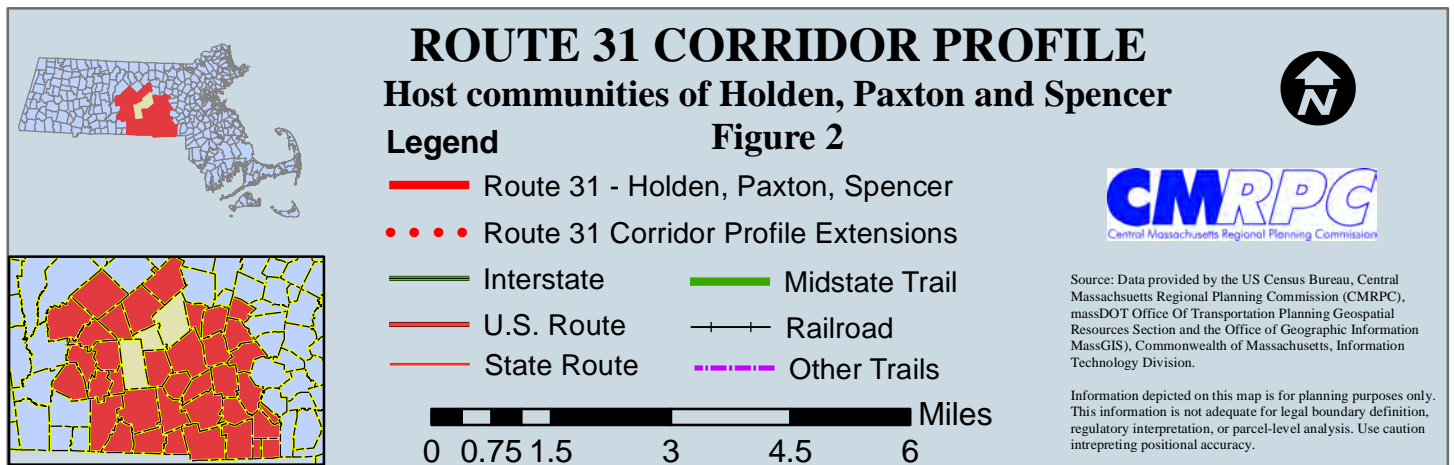 ROUTE 31 CORRIDOR PROFILE
Host communities of Holden, Paxton and Spencer
Figure 2
N
Legend
Route 31 - Holden, Paxton, Spencer
Route 31 Corridor Profile Extensions
Interstate
Midstate Trail
U.S. Route
Railroad
State Route
Other Trails
Miles
0 0.75 1.5 3 4.5 6
CMRPC
Central Massachusetts Regional Planning Commission
Source: Data provided by the US Census Bureau, Central
Massachsuetts Regional Planning Commission (CMRPC),
massDOT Office Of Transportation Planning Geospatial
Resources Section and the Office of Geographic Information
MassGIS), Commonwealth of Massachusetts, Information
Technology Division.
Information depicted on this map is for planning purposes only.
This information is not adequate for legal boundary definition,
regulatory interpretation, or parcel-level analysis. Use caution
intrepreting positional accuracy.